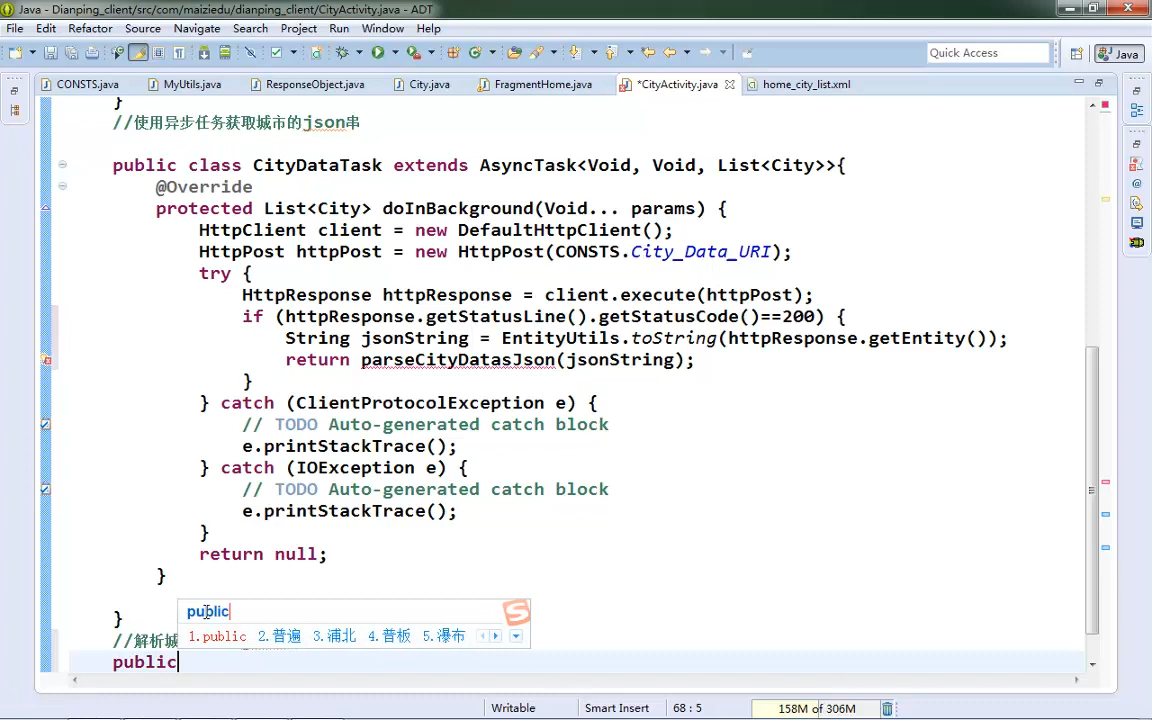 Java - Dianping_client/src/com/maiziedu/dianping_client/CityActivity.java - ADT
File Edit Refactor Source Navigate Search Project Run Window Help
Quick Access
Java
CONSTS.java MyUtils.java ResponseObject.java City.java FragmentHome.java *CityActivity.java home_city_list.xml
}
//使用异步任务获取城市的json串
public class CityDataTask extends AsyncTask<Void, Void, List<City>>{
@Override
protected List<City> doInBackground(Void... params) {
HttpClient client = new DefaultHttpClient();
HttpPost httpPost = new HttpPost(CONSTS.City_Data_URI);
try {
HttpResponse httpResponse = client.execute(httpPost);
if (httpResponse.getStatusLine().getStatusCode()==200) {
String jsonString = EntityUtils.toString(httpResponse.getEntity());
return parseCityDatasJson(jsonString);
}
} catch (ClientProtocolException e) {
// TODO Auto-generated catch block
e.printStackTrace();
} catch (IOException e) {
// TODO Auto-generated catch block
e.printStackTrace();
}
return null;
}
public
}
1.public 2.普遍 3.浦北 4.普板 5.瀑布
//解析城
public
Writable Smart Insert 68 : 5 158M of 306M